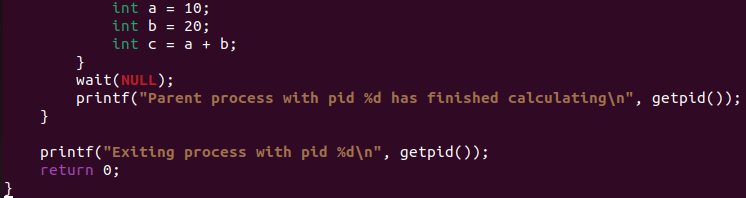 int a = 10;
int b = 20;
int c = a + b;
}
wait(NULL);
printf("Parent process with pid %d has finished calculating\n", getpid());
}
printf("Exiting process with pid %d\n", getpid());
return 0;
}